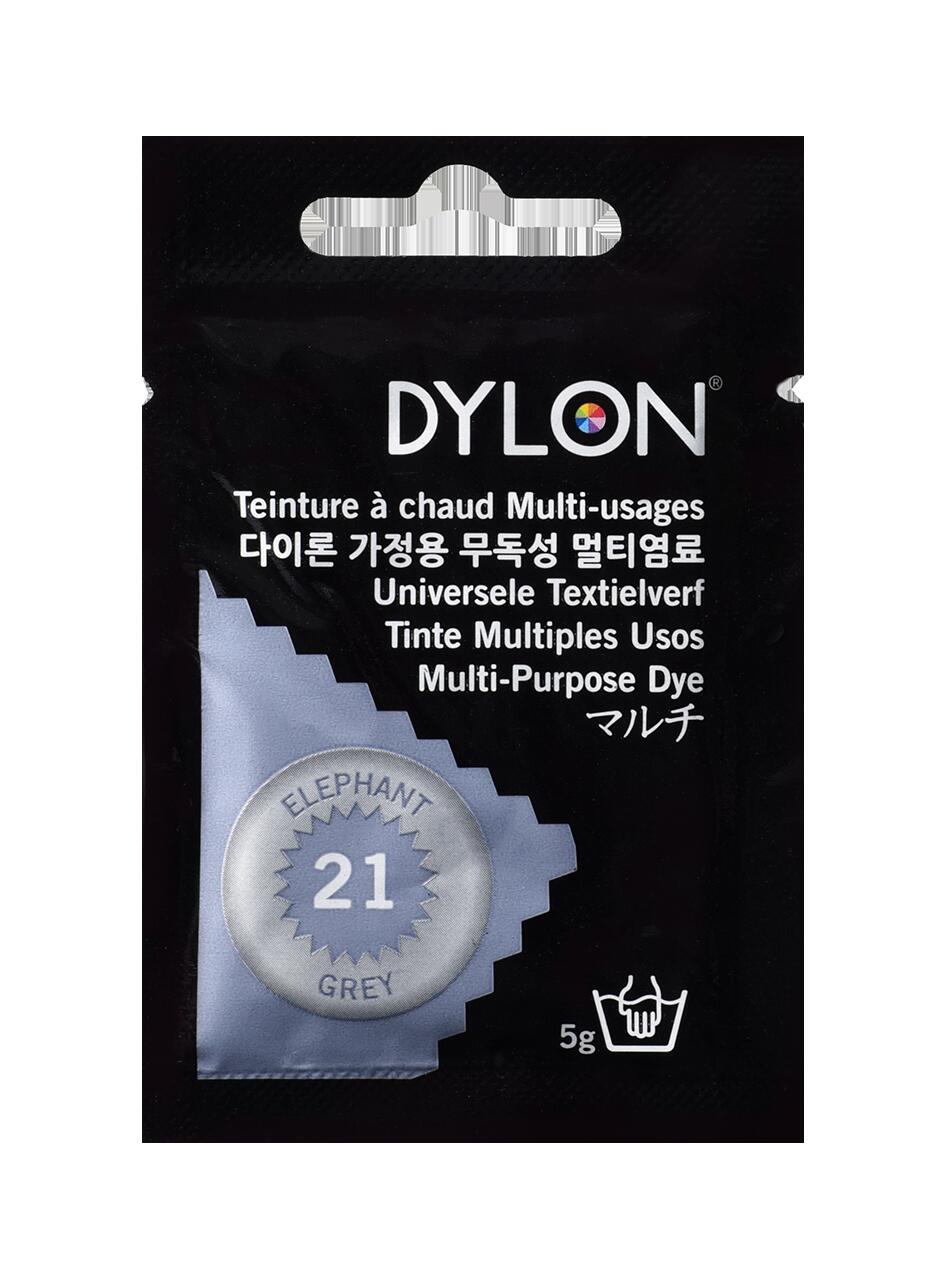 DYLON®
Teinture à chaud Multi-usages
다이론 가정용 무독성 멀티염료
Universele Textielverf
Tinte Multiples Usos
Multi-Purpose Dye
マルチ
ELEPHANT
21
GREY
5g